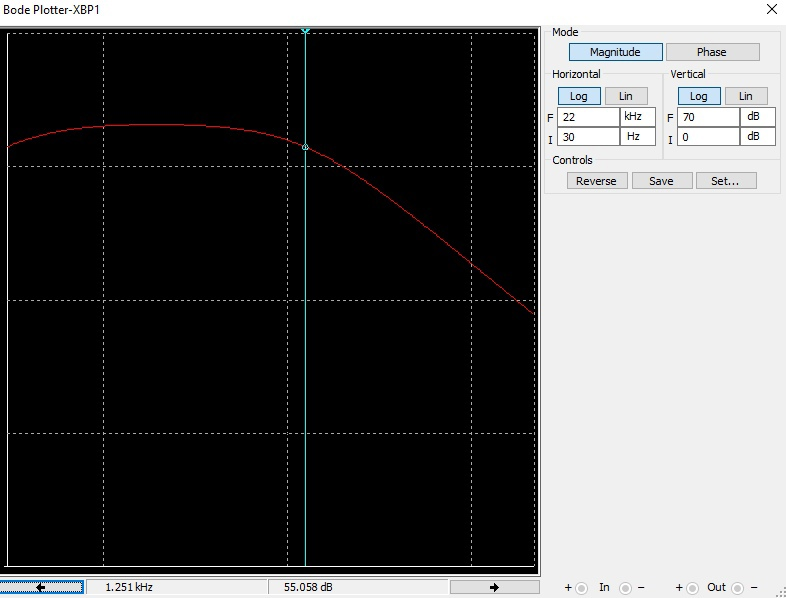 Bode Plotter-XBP1
Mode
Magnitude Phase
Horizontal Vertical
Log Lin Log Lin
F 22 kHz F 70 dB
I 30 Hz I 0 dB
Controls
Reverse Save Set...
1.251 kHz 55.058 dB + In − + Out −